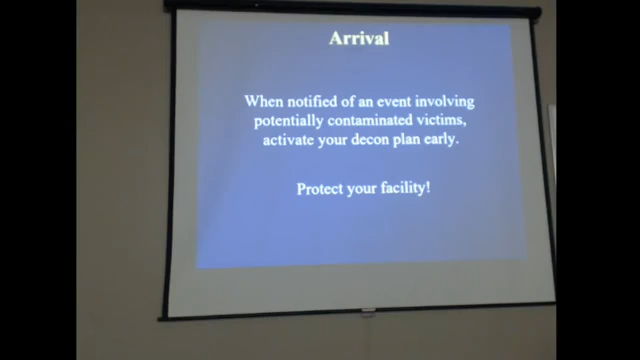 Arrival
When notified of an event involving
potentially contaminated victims,
activate your decon plan early.
Protect your facility!